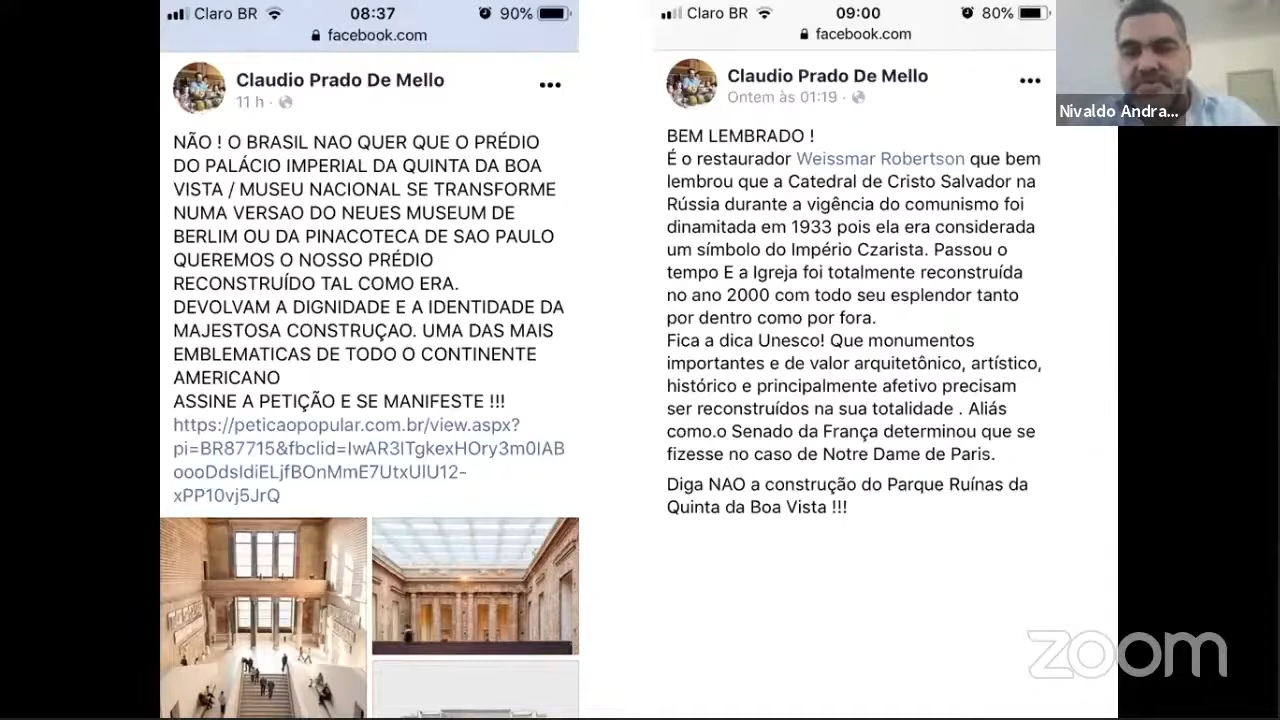 Claro BR
08:37
90%
facebook.com
Claudio Prado De Mello
11 h ·
NÃO ! O BRASIL NAO QUER QUE O PRÉDIO
DO PALÁCIO IMPERIAL DA QUINTA DA BOA
VISTA / MUSEU NACIONAL SE TRANSFORME
NUMA VERSAO DO NEUES MUSEUM DE
BERLIM OU DA PINACOTECA DE SAO PAULO
QUEREMOS O NOSSO PRÉDIO
RECONSTRUÍDO TAL COMO ERA.
DEVOLVAM A DIGNIDADE E A IDENTIDADE DA
MAJESTOSA CONSTRUÇAO. UMA DAS MAIS
EMBLEMATICAS DE TODO O CONTINENTE
AMERICANO
ASSINE A PETIÇÃO E SE MANIFESTE !!!
https://peticaopopular.com.br/view.aspx?
pi=BR87715&fbclid=IwAR3ITgkexHOry3m0IAB
oooDdsIdiELjfBOnMmE7UtxUlU12-
xPP10vj5JrQ
Claro BR
09:00
80%
facebook.com
Claudio Prado De Mello
Ontem às 01:19 ·
BEM LEMBRADO !
É o restaurador Weissmar Robertson que bem
lembrou que a Catedral de Cristo Salvador na
Rússia durante a vigência do comunismo foi
dinamitada em 1933 pois ela era considerada
um símbolo do Império Czarista. Passou o
tempo E a Igreja foi totalmente reconstruída
no ano 2000 com todo seu esplendor tanto
por dentro como por fora.
Fica a dica Unesco! Que monumentos
importantes e de valor arquitetônico, artístico,
histórico e principalmente afetivo precisam
ser reconstruídos na sua totalidade . Aliás
como.o Senado da França determinou que se
fizesse no caso de Notre Dame de Paris.
Diga NAO a construção do Parque Ruínas da
Quinta da Boa Vista !!!
Nivaldo Andra...
zoom